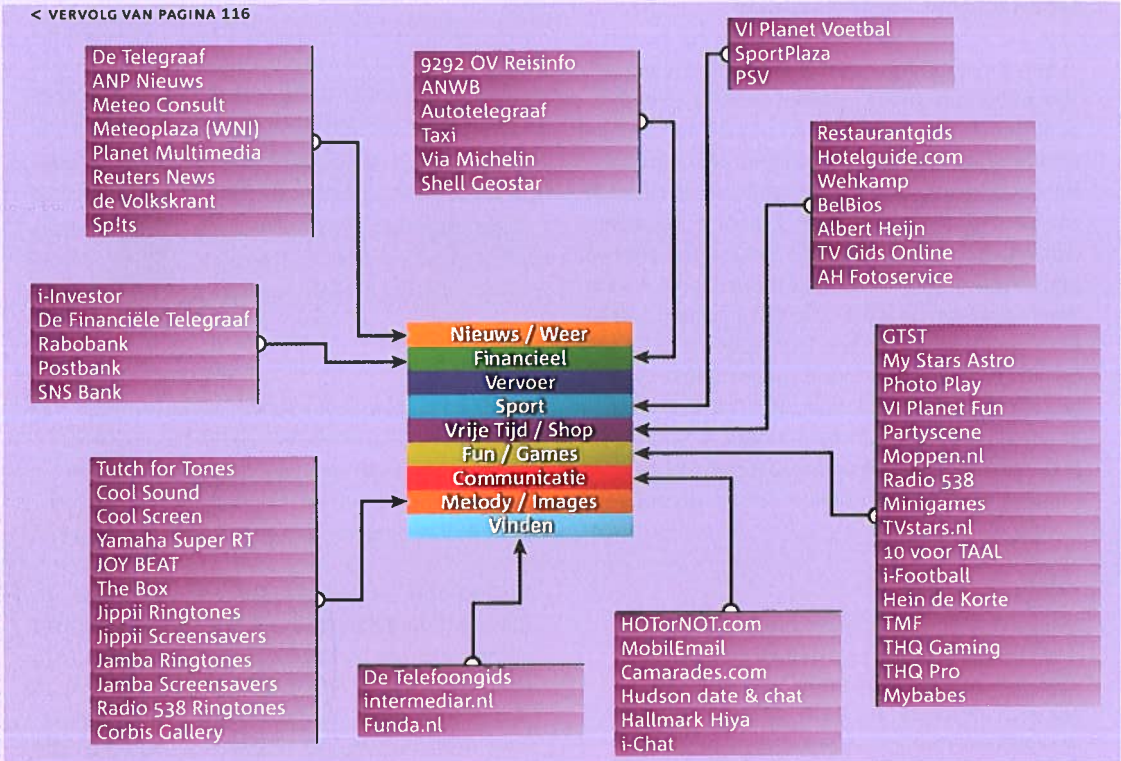 < VERVOLG VAN PAGINA 116
De Telegraaf
ANP Nieuws
Meteo Consult
Meteoplaza (WNI)
Planet Multimedia
Reuters News
de Volkskrant
Sp!ts
9292 OV Reisinfo
ANWB
Autotelegraaf
Taxi
Via Michelin
Shell Geostar
VI Planet Voetbal
SportPlaza
PSV
Restaurantgids
Hotelguide.com
Wehkamp
BelBios
Albert Heijn
TV Gids Online
AH Fotoservice
i-Investor
De Financiële Telegraaf
Rabobank
Postbank
SNS Bank
Nieuws / Weer
Financieel
Vervoer
Sport
Vrije Tijd / Shop
Fun / Games
Communicatie
Melody / Images
Vinden
GTST
My Stars Astro
Photo Play
VI Planet Fun
Partyscene
Moppen.nl
Radio 538
Minigames
TVstars.nl
10 voor TAAL
i-Football
Hein de Korte
TMF
THQ Gaming
THQ Pro
Mybabes
Tutch for Tones
Cool Sound
Cool Screen
Yamaha Super RT
JOY BEAT
The Box
Jippii Ringtones
Jippii Screensavers
Jamba Ringtones
Jamba Screensavers
Radio 538 Ringtones
Corbis Gallery
De Telefoongids
intermediar.nl
Funda.nl
HOTorNOT.com
MobilEmail
Camarades.com
Hudson date & chat
Hallmark Hiya
i-Chat